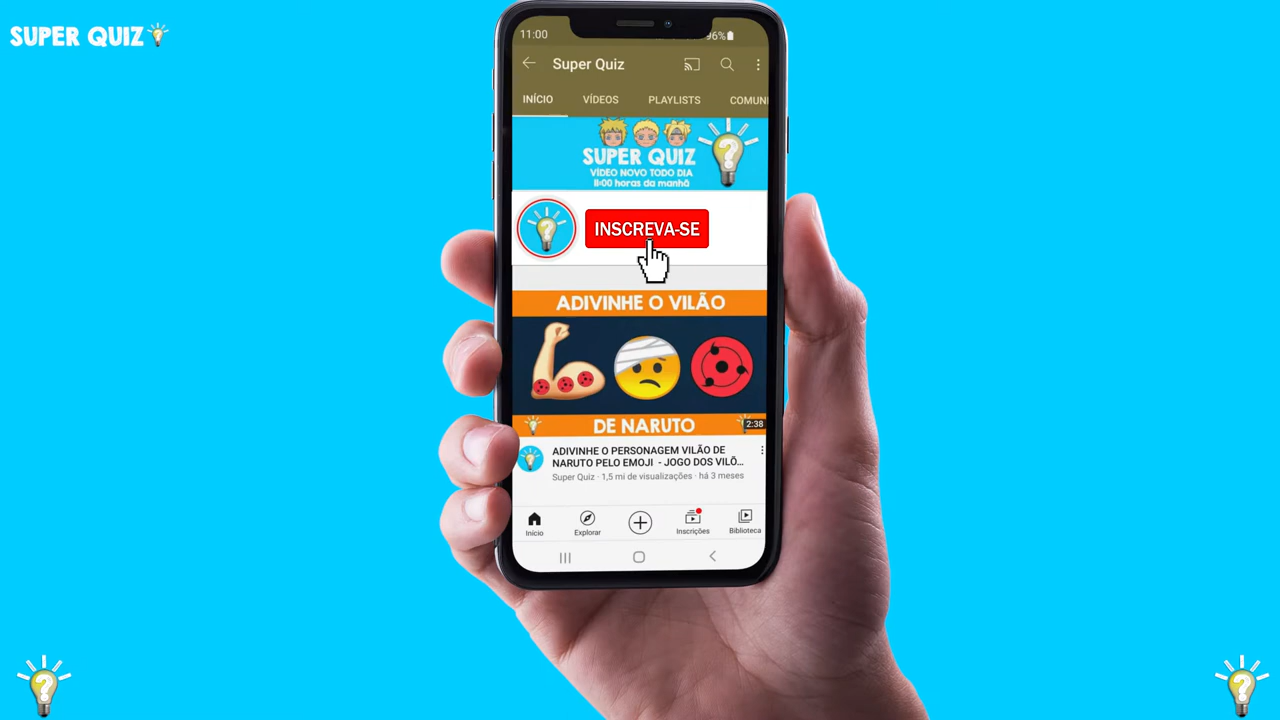 SUPER QUIZ
11:00
96%
Super Quiz
INÍCIO VÍDEOS PLAYLISTS COMUNI
SUPER QUIZ
VÍDEO NOVO TODO DIA
11:00 horas da manhã
INSCREVA-SE
ADIVINHE O VILÃO
DE NARUTO
2:38
ADIVINHE O PERSONAGEM VILÃO DE
NARUTO PELO EMOJI - JOGO DOS VILÕ...
Super Quiz · 1,5 mi de visualizações · há 3 meses
Início Explorar Inscrições Biblioteca